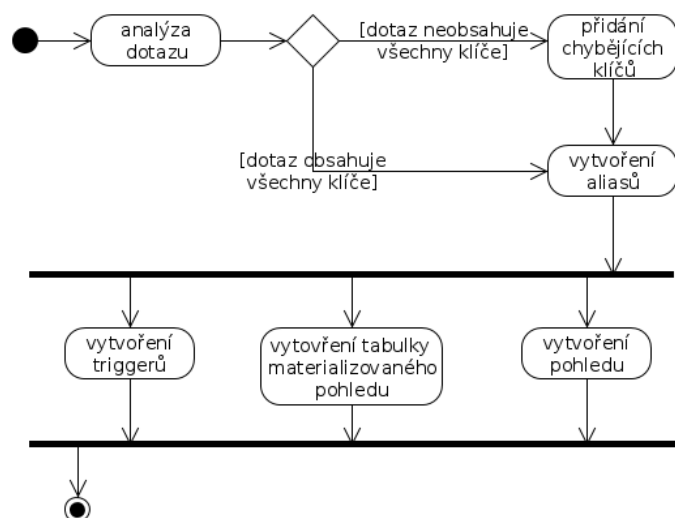 analýza
dotazu
[dotaz neobsahuje
všechny klíče]
přidání
chybějících
klíčů
[dotaz obsahuje
všechny klíče]
vytvoření
aliasů
vytvoření
triggerů
vytovření tabulky
materializovaného
pohledu
vytvoření
pohledu